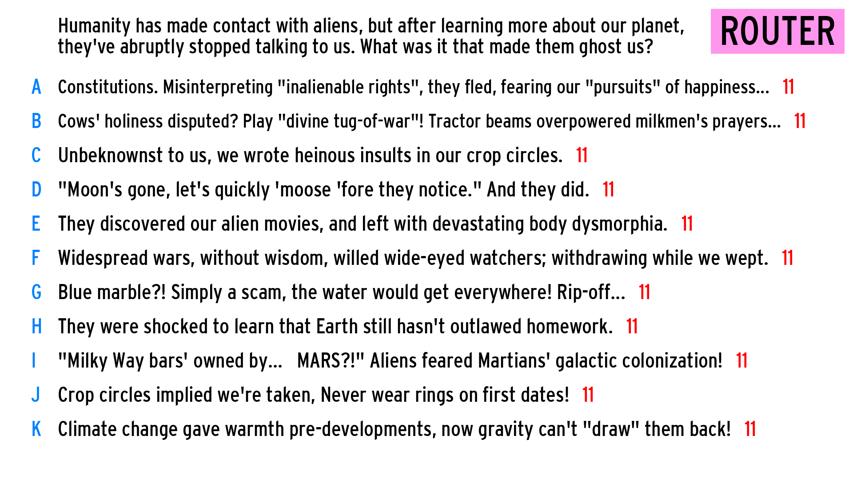 Humanity has made contact with aliens, but after learning more about our planet,
they've abruptly stopped talking to us. What was it that made them ghost us?
ROUTER
A Constitutions. Misinterpreting "inalienable rights", they fled, fearing our "pursuits" of happiness... 11
B Cows' holiness disputed? Play "divine tug-of-war"! Tractor beams overpowered milkmen's prayers... 11
C Unbeknownst to us, we wrote heinous insults in our crop circles. 11
D "Moon's gone, let's quickly 'moose 'fore they notice." And they did. 11
E They discovered our alien movies, and left with devastating body dysmorphia. 11
F Widespread wars, without wisdom, willed wide-eyed watchers; withdrawing while we wept. 11
G Blue marble?! Simply a scam, the water would get everywhere! Rip-off... 11
H They were shocked to learn that Earth still hasn't outlawed homework. 11
I "Milky Way bars' owned by... MARS?!" Aliens feared Martians' galactic colonization! 11
J Crop circles implied we're taken, Never wear rings on first dates! 11
K Climate change gave warmth pre-developments, now gravity can't "draw" them back! 11